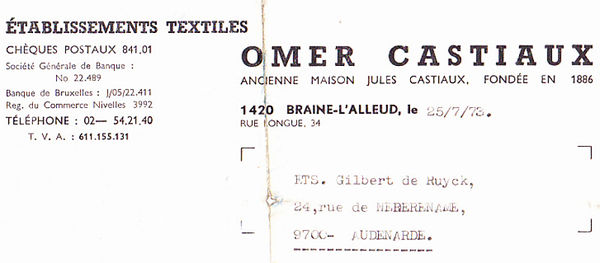 ÉTABLISSEMENTS TEXTILES
CHÈQUES POSTAUX 841,01
Société Générale de Banque :
No 22.489
Banque de Bruxelles : J/05/22.411
Reg. du Commerce Nivelles 3992
TÉLÉPHONE : 02— 54,21,40
T. V. A. : 611.155.131
OMER CASTIAUX
ANCIENNE MAISON JULES CASTIAUX, FONDÉE EN 1886
1420 BRAINE-L'ALLEUD, le 25/7/73.
RUE LONGUE, 34
ETS. Gilbert de Ruyck,
24,rue de MEERENAME,
9700- AUDENARDE.